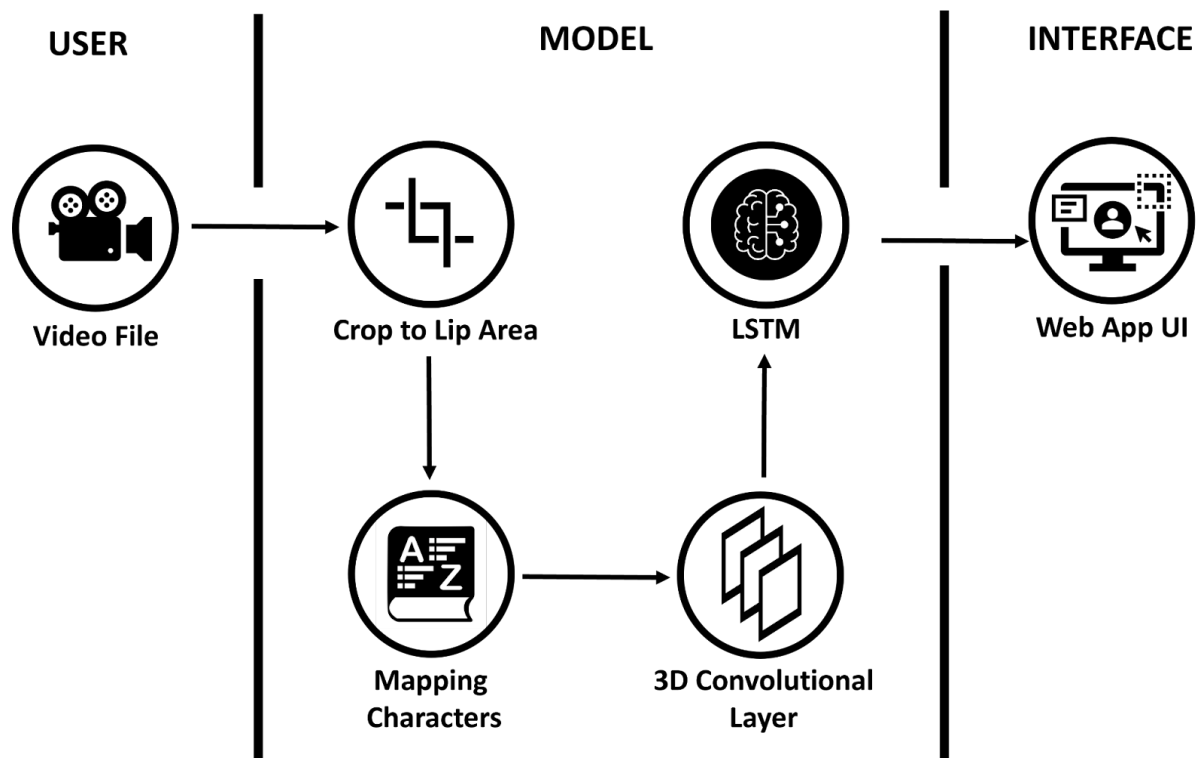 USER
MODEL
INTERFACE
Video File
Crop to Lip Area
LSTM
Web App UI
A
Z
Mapping
Characters
3D Convolutional
Layer